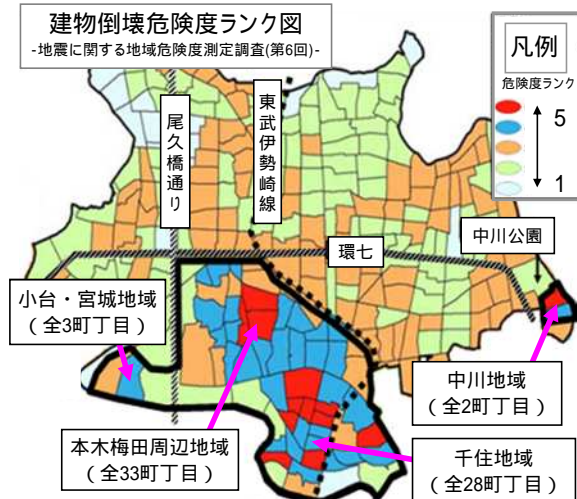 建物倒壊危険度ランク図
-地震に関する地域危険度測定調査(第6回)-
凡例
危険度ランク
5
1
尾久橋通り
東武伊勢崎線
環七
中川公園
小台・宮城地域
(全3町丁目)
中川地域
(全2町丁目)
本木梅田周辺地域
(全33町丁目)
千住地域
(全28町丁目)